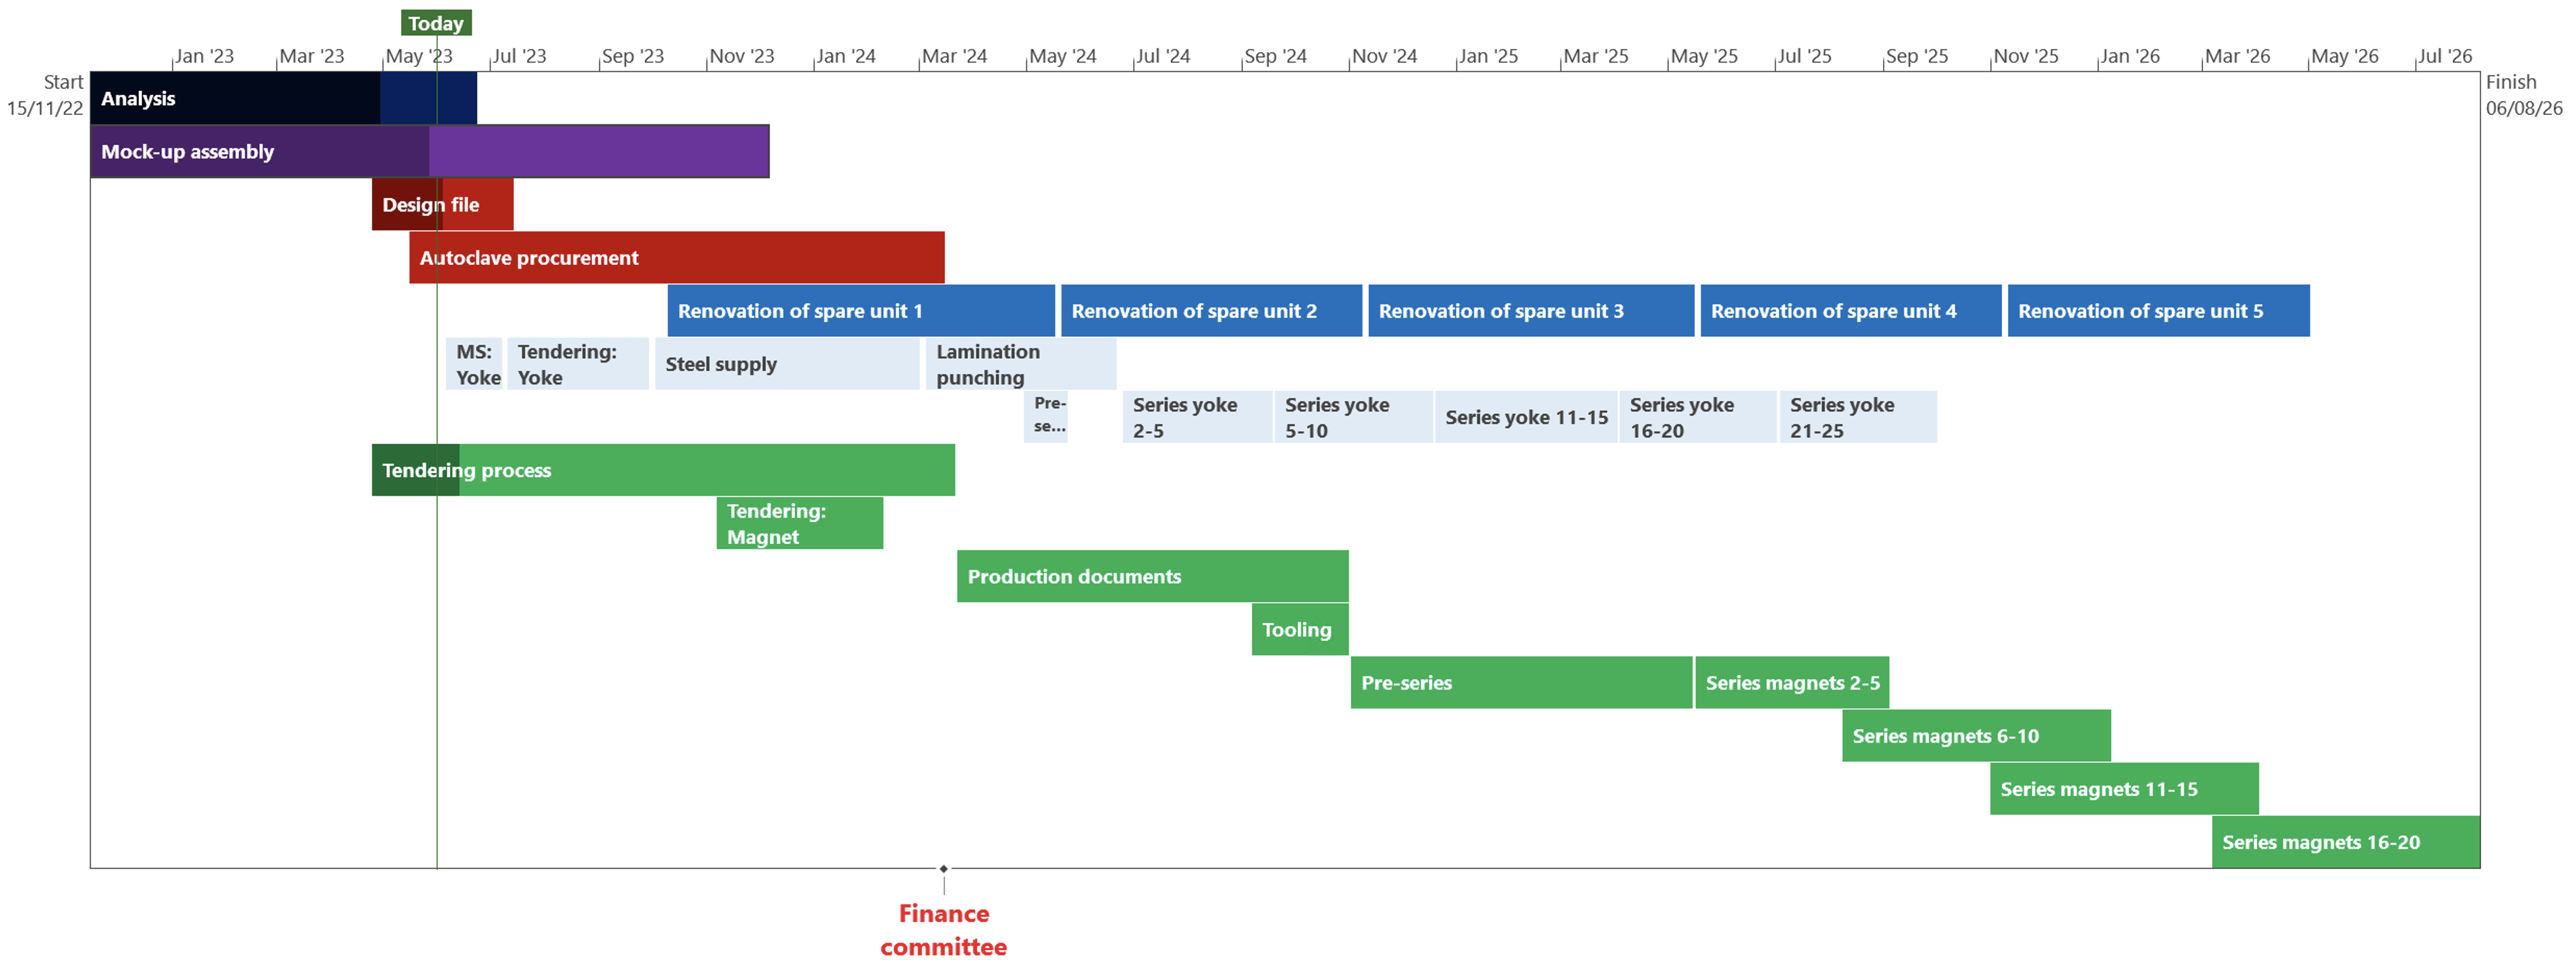 Today
Jan '23 Mar '23 May '23 Jul '23 Sep '23 Nov '23 Jan '24 Mar '24 May '24 Jul '24 Sep '24 Nov '24 Jan '25 Mar '25 May '25 Jul '25 Sep '25 Nov '25 Jan '26 Mar '26 May '26 Jul '26
Start
15/11/22
Finish
06/08/26
Analysis
Mock-up assembly
Design file
Autoclave procurement
Renovation of spare unit 1
Renovation of spare unit 2
Renovation of spare unit 3
Renovation of spare unit 4
Renovation of spare unit 5
MS:
Yoke
Tendering:
Yoke
Steel supply
Lamination
punching
Pre-
se...
Series yoke
2-5
Series yoke
5-10
Series yoke 11-15
Series yoke
16-20
Series yoke
21-25
Tendering process
Tendering:
Magnet
Production documents
Tooling
Pre-series
Series magnets 2-5
Series magnets 6-10
Series magnets 11-15
Series magnets 16-20
Finance
committee